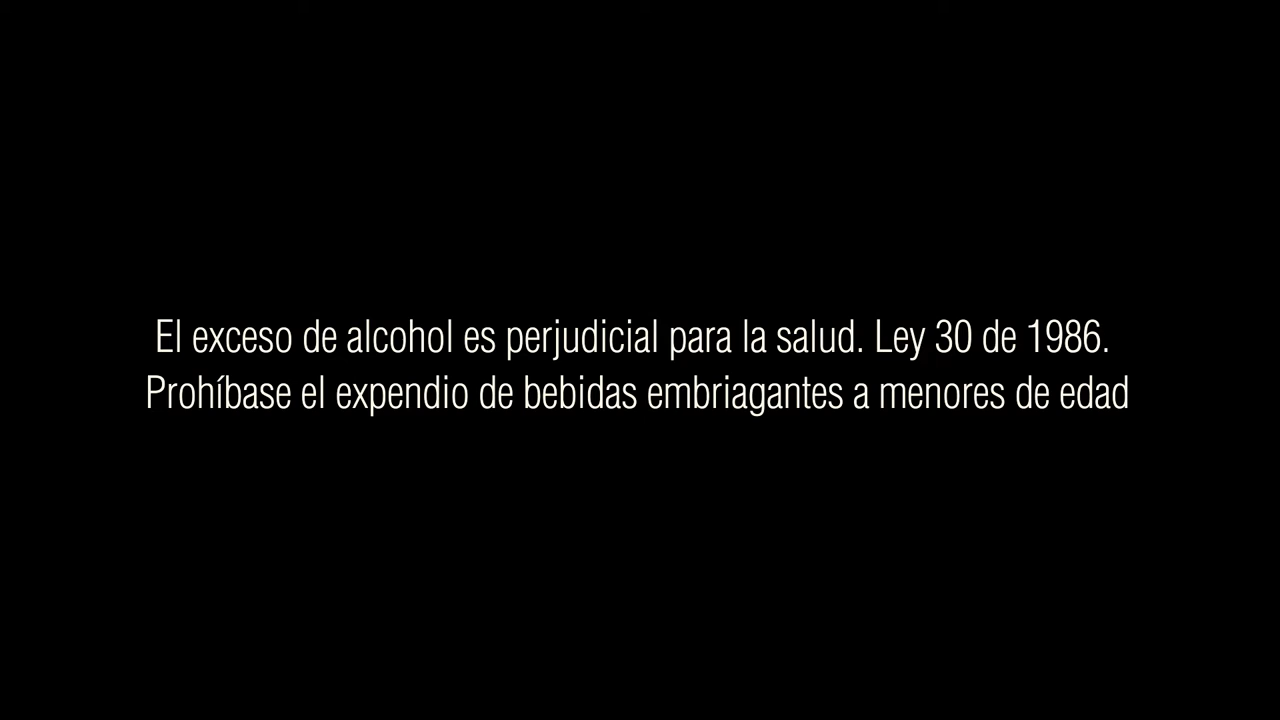 El exceso de alcohol es perjudicial para la salud. Ley 30 de 1986.
Prohíbase el expendio de bebidas embriagantes a menores de edad